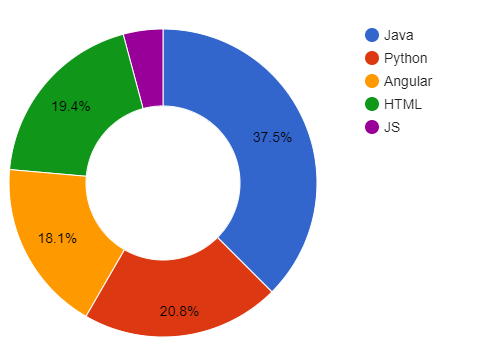 Java
Python
Angular
HTML
JS
37.5%
20.8%
18.1%
19.4%